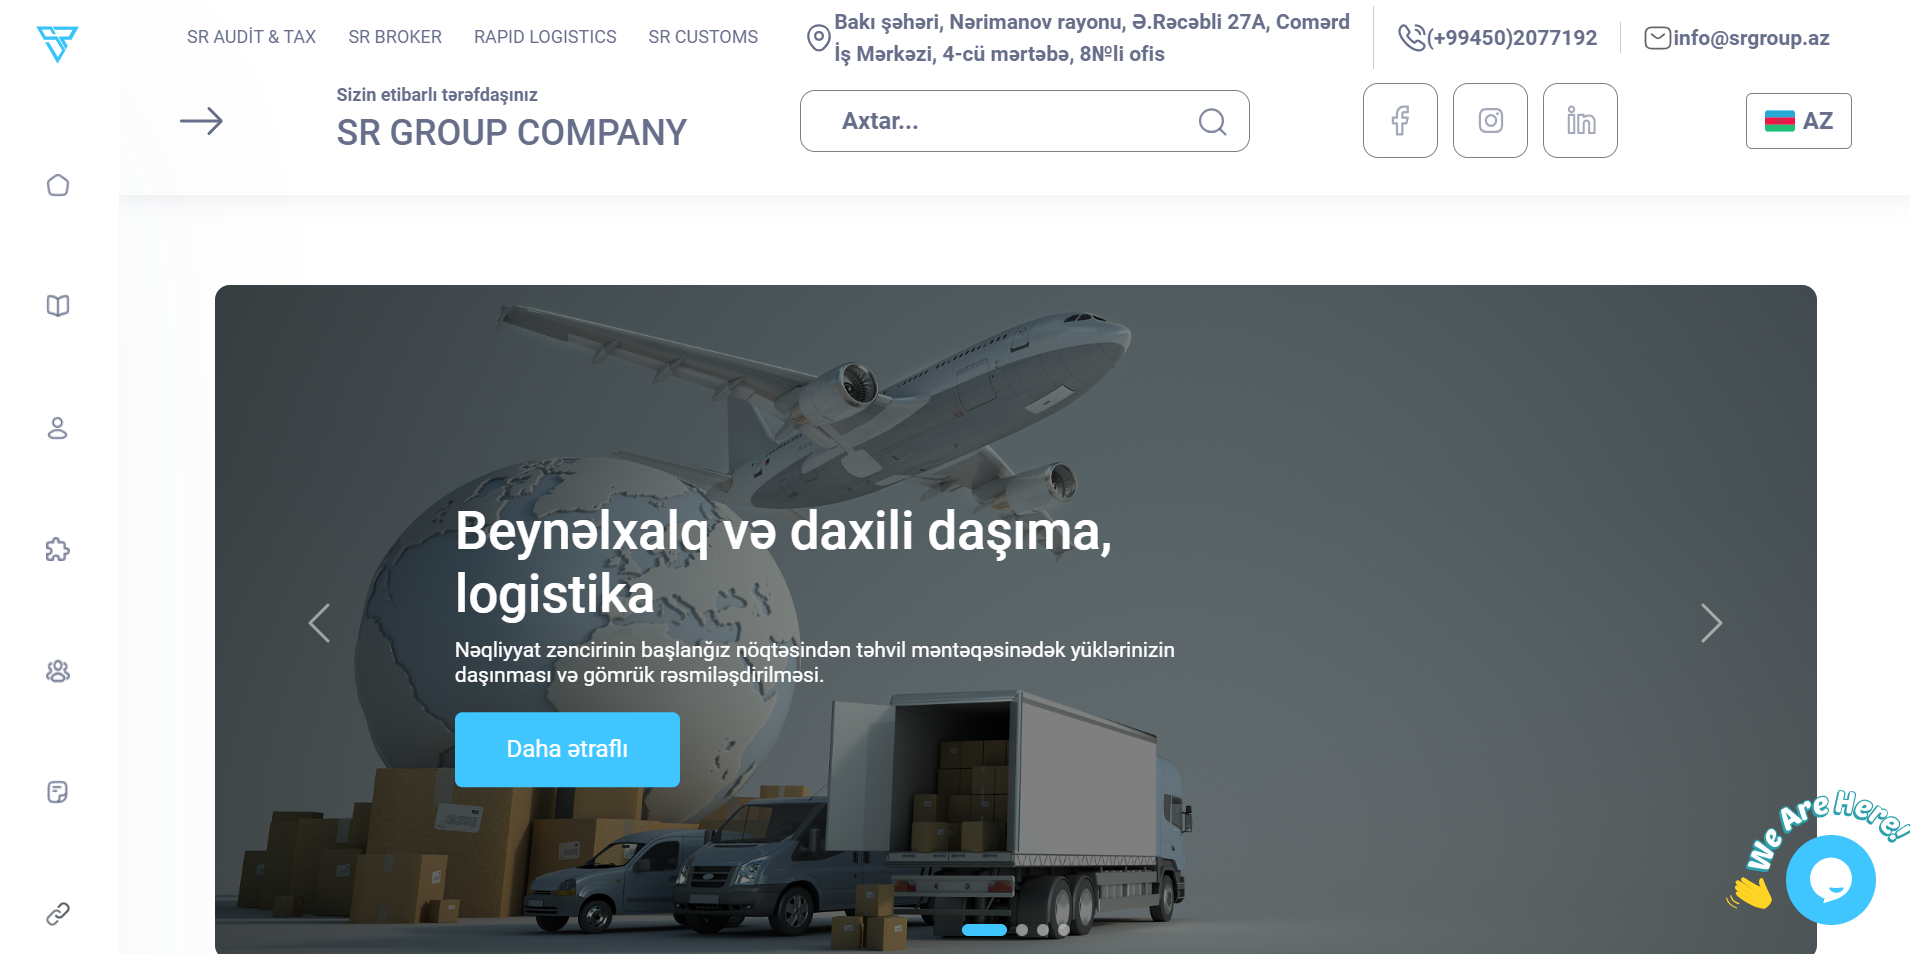 SR AUDİT & TAX
SR BROKER
RAPID LOGISTICS
SR CUSTOMS
Bakı şəhəri, Nərimanov rayonu, Ə.Rəcəbli 27A, Comərd
İş Mərkəzi, 4-cü mərtəbə, 8№li ofis
(+99450)2077192
info@srgroup.az
Sizin etibarlı tərəfdaşınız
SR GROUP COMPANY
Axtar...
AZ
Beynəlxalq və daxili daşıma,
logistika
Nəqliyyat zəncirinin başlanğız nöqtəsindən təhvil məntəqəsinədək yüklərinizin
daşınması və gömrük rəsmiləşdirilməsi.
Daha ətraflı
We Are Here!